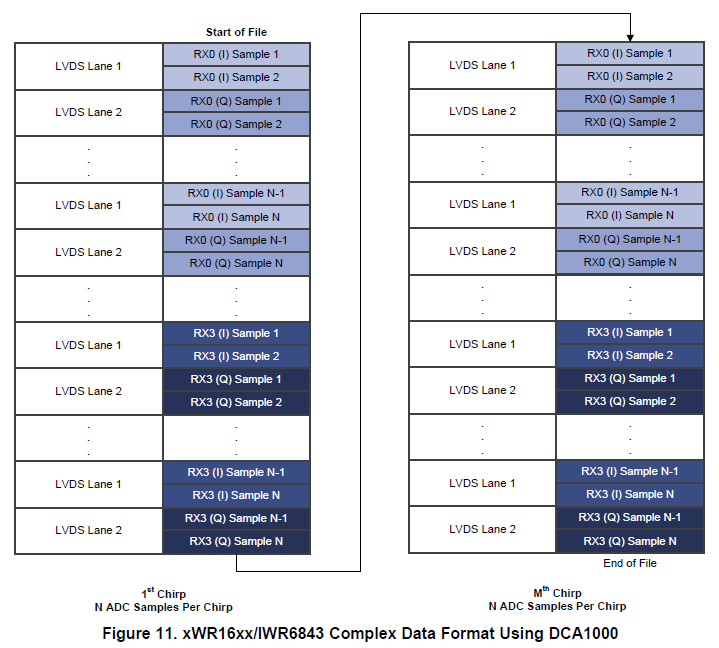 Start of File
LVDS Lane 1
RX0 (I) Sample 1
RX0 (I) Sample 2
LVDS Lane 2
RX0 (Q) Sample 1
RX0 (Q) Sample 2
.
.
.
.
.
.
LVDS Lane 1
RX0 (I) Sample N-1
RX0 (I) Sample N
LVDS Lane 2
RX0 (Q) Sample N-1
RX0 (Q) Sample N
.
.
.
.
.
.
LVDS Lane 1
RX3 (I) Sample 1
RX3 (I) Sample 2
LVDS Lane 2
RX3 (Q) Sample 1
RX3 (Q) Sample 2
.
.
.
.
.
.
LVDS Lane 1
RX3 (I) Sample N-1
RX3 (I) Sample N
LVDS Lane 2
RX3 (Q) Sample N-1
RX3 (Q) Sample N
1st Chirp
N ADC Samples Per Chirp
LVDS Lane 1
RX0 (I) Sample 1
RX0 (I) Sample 2
LVDS Lane 2
RX0 (Q) Sample 1
RX0 (Q) Sample 2
.
.
.
.
.
.
LVDS Lane 1
RX0 (I) Sample N-1
RX0 (I) Sample N
LVDS Lane 2
RX0 (Q) Sample N-1
RX0 (Q) Sample N
.
.
.
.
.
.
LVDS Lane 1
RX3 (I) Sample 1
RX3 (I) Sample 2
LVDS Lane 2
RX3 (Q) Sample 1
RX3 (Q) Sample 2
.
.
.
.
.
.
LVDS Lane 1
RX3 (I) Sample N-1
RX3 (I) Sample N
LVDS Lane 2
RX3 (Q) Sample N-1
RX3 (Q) Sample N
End of File
Mth Chirp
N ADC Samples Per Chirp
Figure 11. xWR16xx/IWR6843 Complex Data Format Using DCA1000